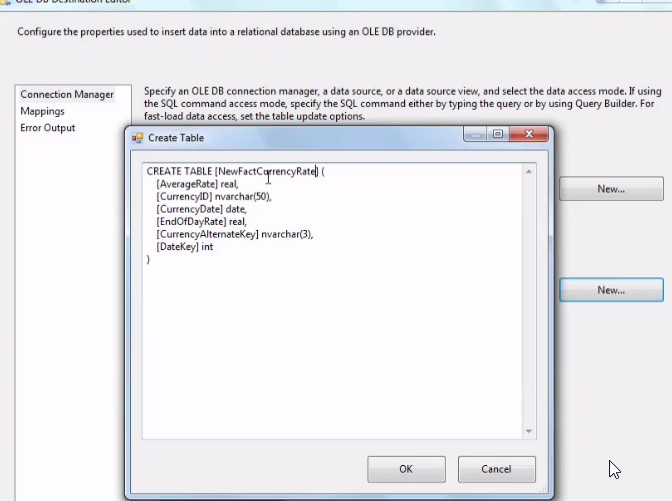 OLE DB Destination Editor
Configure the properties used to insert data into a relational database using an OLE DB provider.
Connection Manager
Mappings
Error Output
Specify an OLE DB connection manager, a data source, or a data source view, and select the data access mode. If using
the SQL command access mode, specify the SQL command either by typing the query or by using Query Builder. For
fast-load data access, set the table update options.
Create Table
CREATE TABLE [NewFactCurrencyRate] (
[AverageRate] real,
[CurrencyID] nvarchar(50),
[CurrencyDate] date,
[EndOfDayRate] real,
[CurrencyAlternateKey] nvarchar(3),
[DateKey] int
)
New...
New...
OK
Cancel